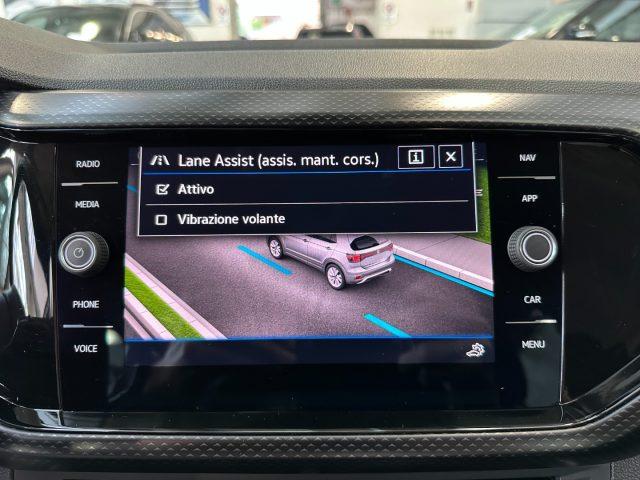 RADIO
MEDIA
PHONE
VOICE
Lane Assist (assis. mant. cors.)
Attivo
Vibrazione volante
NAV
APP
CAR
MENU